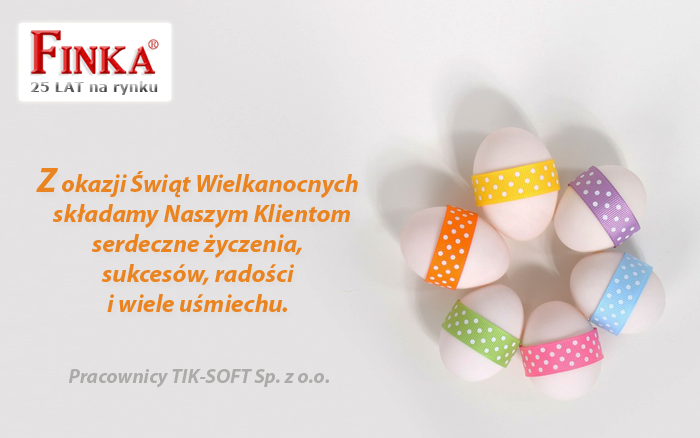 FINKA®
25 LAT na rynku
Z okazji Świąt Wielkanocnych
składamy Naszym Klientom
serdeczne życzenia,
sukcesów, radości
i wiele uśmiechu.
Pracownicy TIK-SOFT Sp. z o.o.